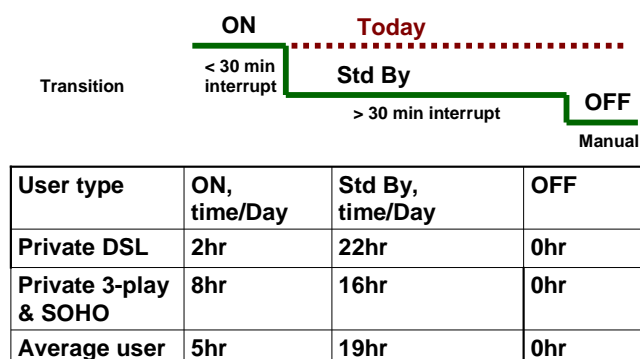 ON Today
< 30 min
interrupt
Transition
Std By
> 30 min interrupt
OFF
Manual
User type ON, Std By, OFF
time/Day time/Day
Private DSL 2hr 22hr 0hr
Private 3-play 8hr 16hr 0hr
& SOHO
Average user 5hr 19hr 0hr